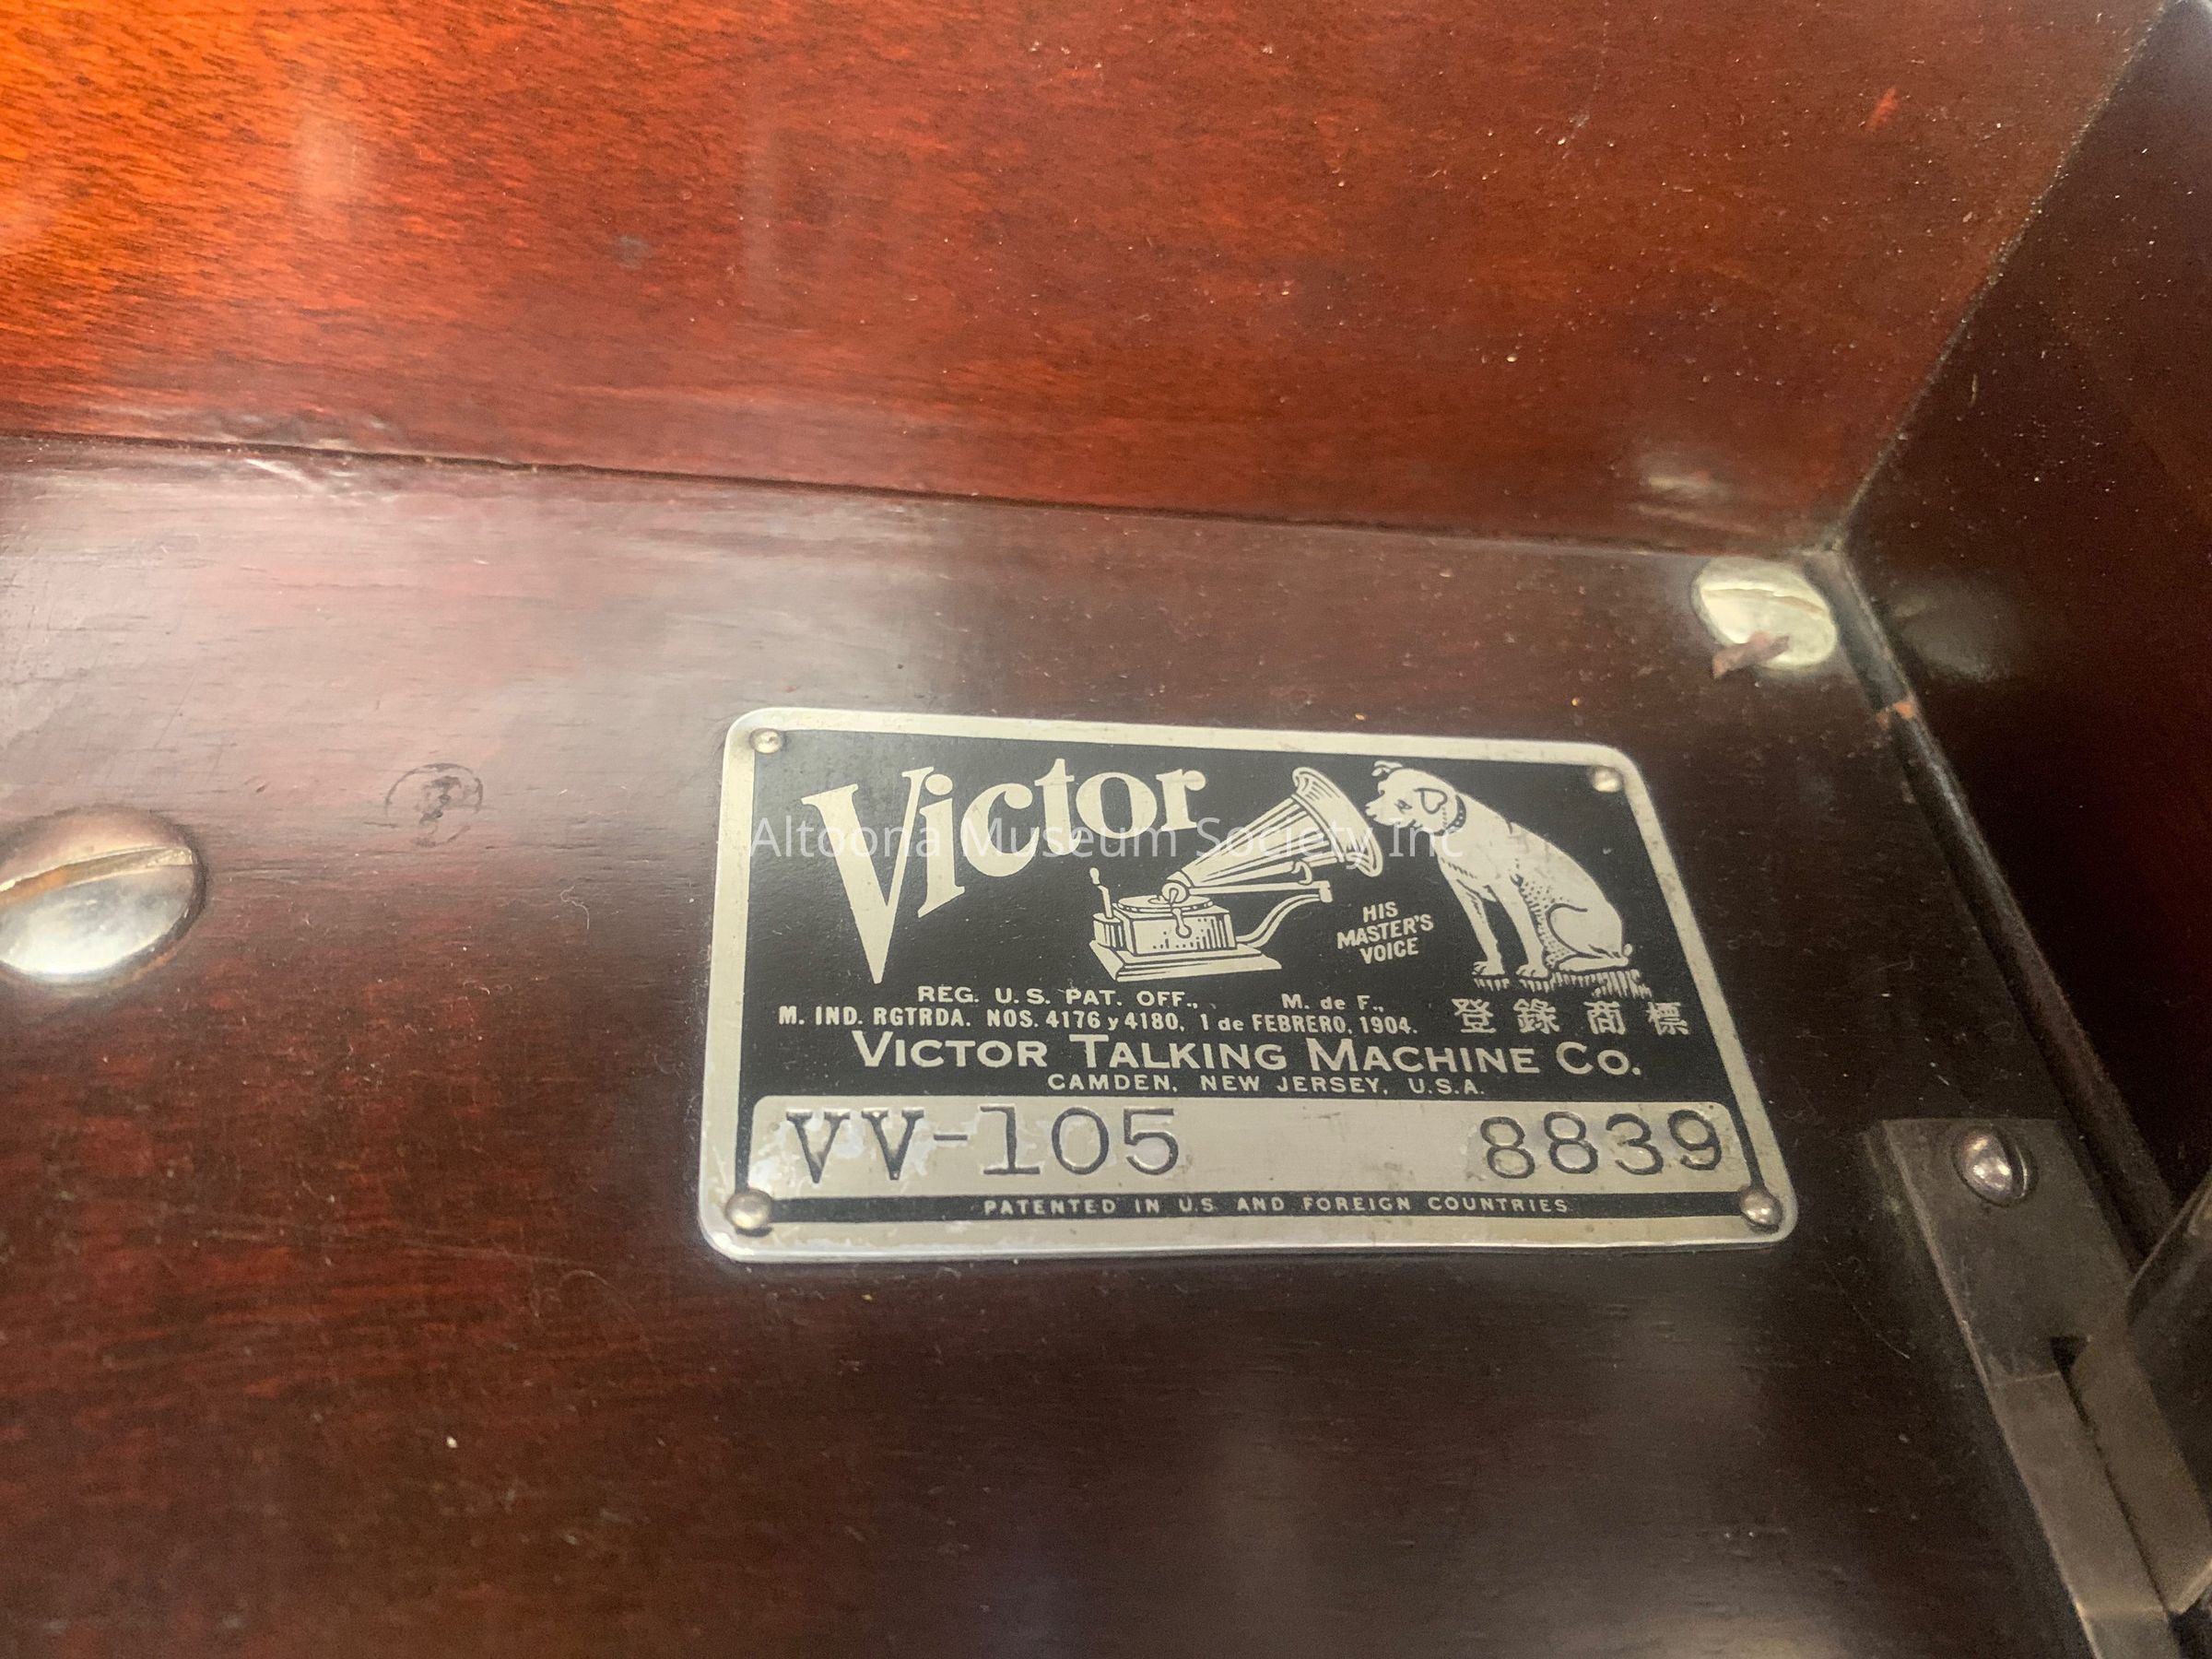 Victor
Altoona Museum Society Inc
HIS
MASTER'S
VOICE
REG. U.S. PAT. OFF., M. de F.,
M. IND. RGTRDA. NOS. 4176 y 4180, 1 de FEBRERO, 1904. 登錄商標
VICTOR TALKING MACHINE CO.
CAMDEN, NEW JERSEY, U.S.A.
VV-105 8839
PATENTED IN U.S. AND FOREIGN COUNTRIES